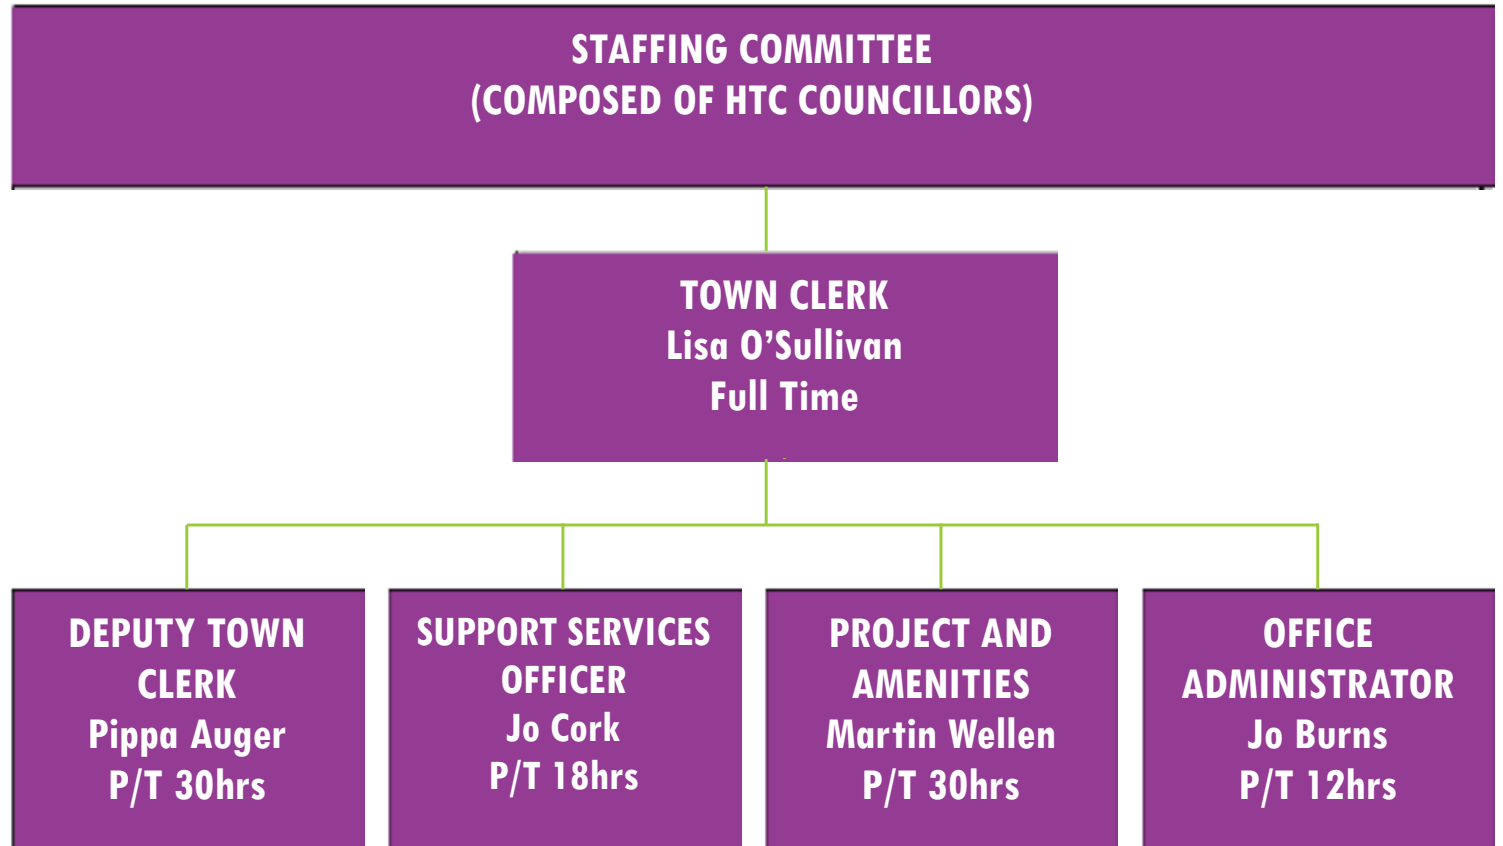 STAFFING COMMITTEE
(COMPOSED OF HTC COUNCILLORS)
TOWN CLERK
Lisa O’Sullivan
Full Time
DEPUTY TOWN
CLERK
Pippa Auger
P/T 30hrs
SUPPORT SERVICES
OFFICER
Jo Cork
P/T 18hrs
PROJECT AND
AMENITIES
Martin Wellen
P/T 30hrs
OFFICE
ADMINISTRATOR
Jo Burns
P/T 12hrs